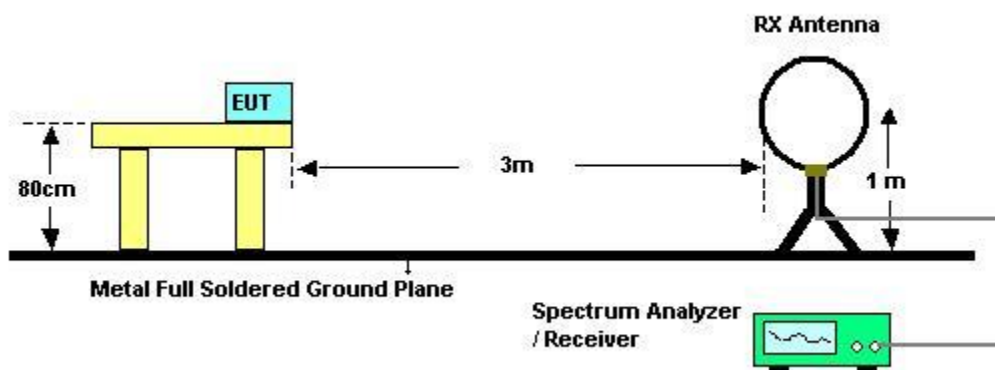 RX Antenna
EUT
3m
80cm
1 m
Metal Full Soldered Ground Plane
Spectrum Analyzer
/ Receiver